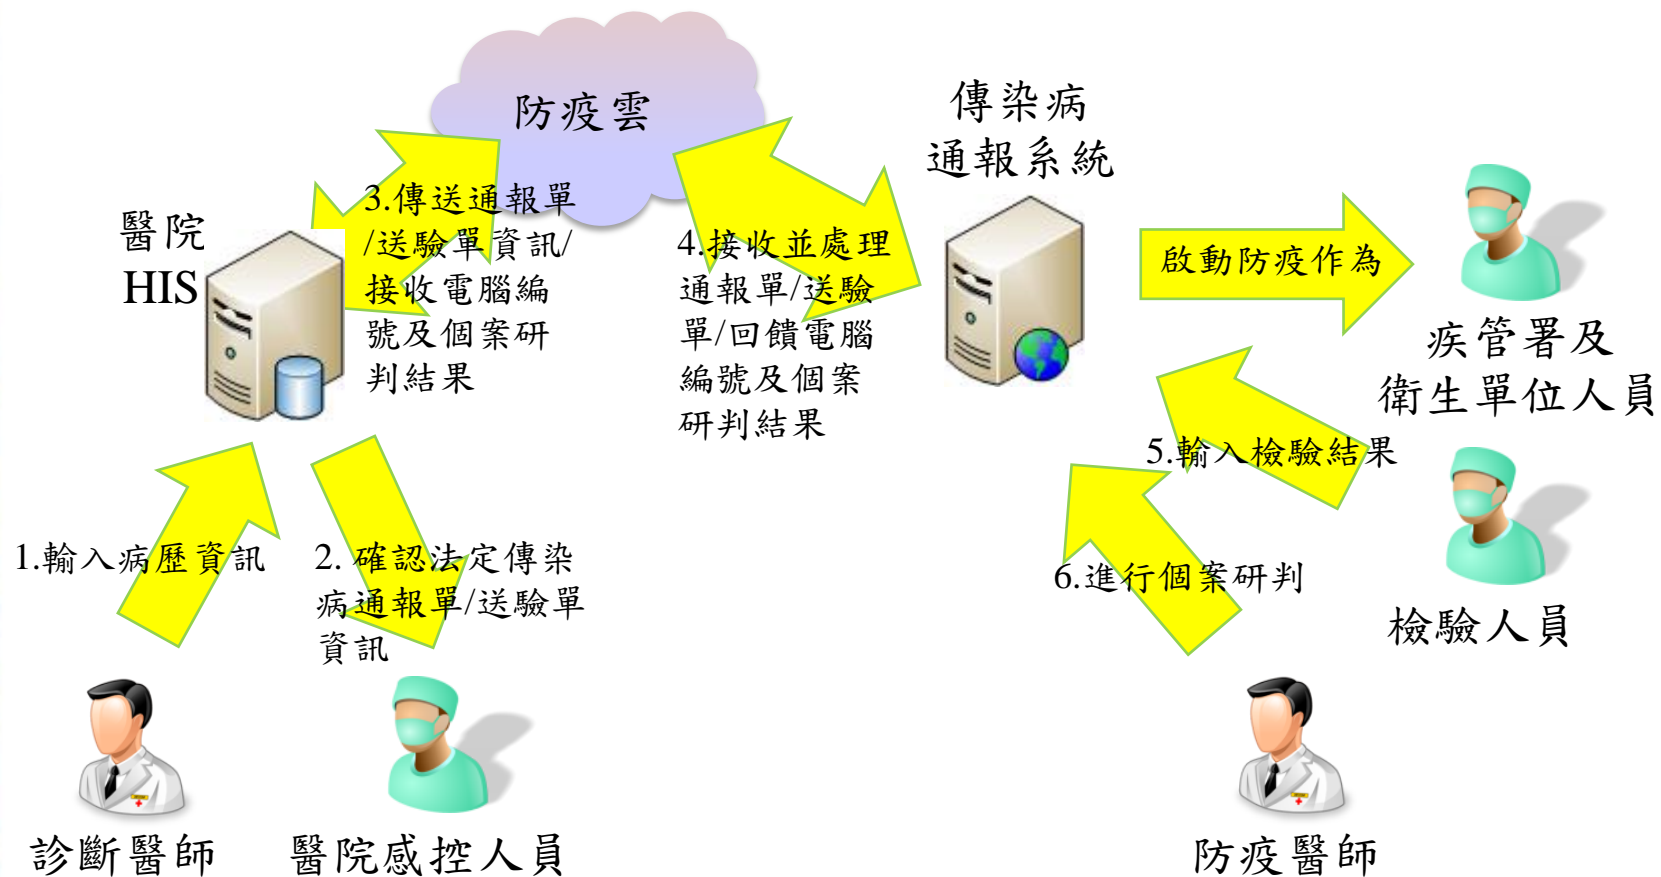 防疫雲
傳染病
通報系統
醫院
HIS
3.傳送通報單
/送驗單資訊/
接收電腦編
號及個案研
判結果
4.接收並處理
通報單/送驗
單/回饋電腦
編號及個案
研判結果
啟動防疫作為
疾管署及
衛生單位人員
5.輸入檢驗結果
1.輸入病歷資訊
2. 確認法定傳染
病通報單/送驗單
資訊
6.進行個案研判
檢驗人員
診斷醫師
醫院感控人員
防疫醫師